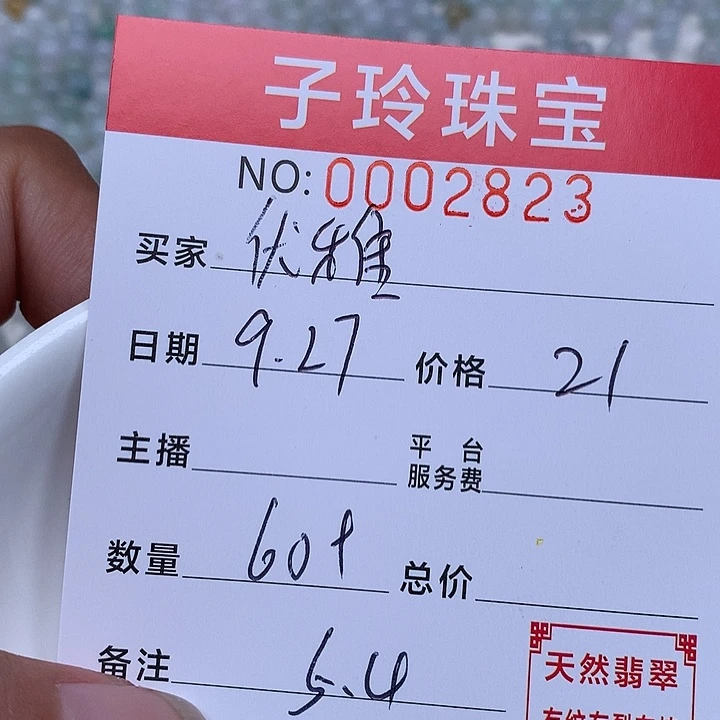 子玲珠宝
NO: 0002823
买家 优雅
日期 9.27 价格 21
主播 平台服务费
数量 60个
总价
备注 5.4
天然翡翠